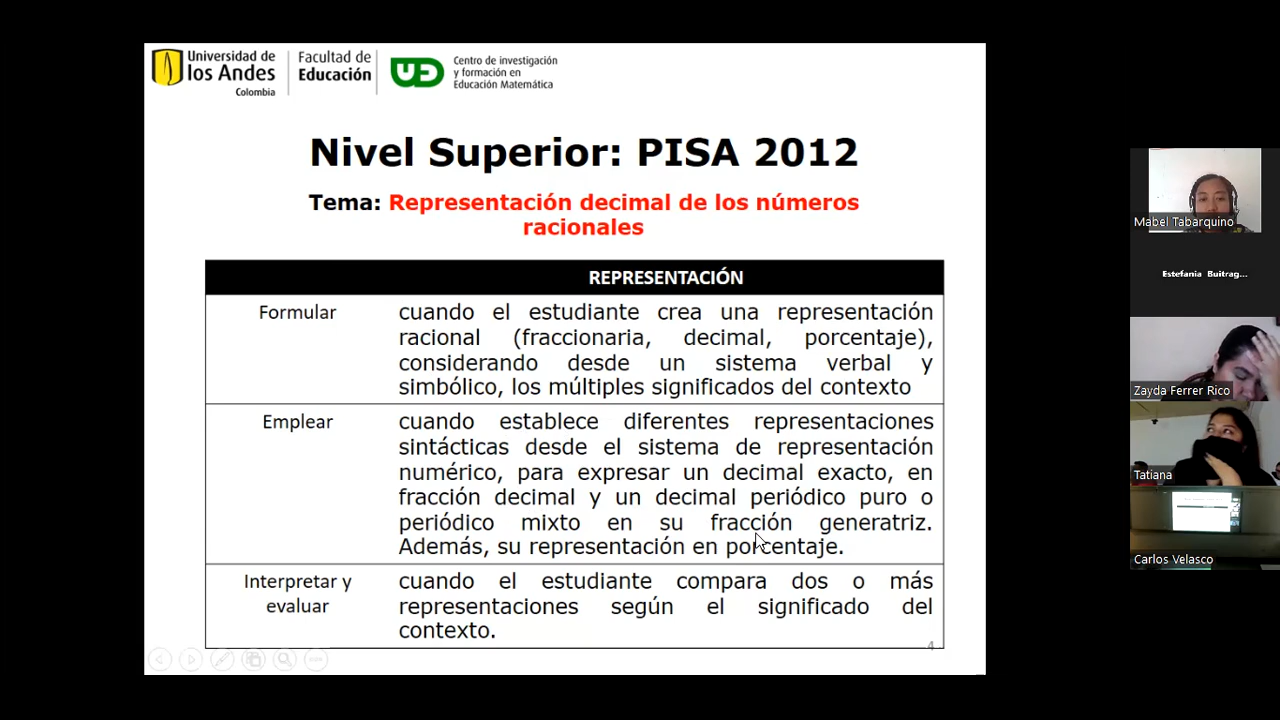 Universidad de
los Andes
Colombia
Facultad de
Educación
Centro de investigación
y formación en
Educación Matemática
Nivel Superior: PISA 2012
Tema: Representación decimal de los números
racionales
REPRESENTACIÓN
Formular
cuando el estudiante crea una representación
racional (fraccionaria, decimal, porcentaje),
considerando desde un sistema verbal y
simbólico, los múltiples significados del contexto
Emplear
cuando establece diferentes representaciones
sintácticas desde el sistema de representación
numérico, para expresar un decimal exacto, en
fracción decimal y un decimal periódico puro o
periódico mixto en su fracción generatriz.
Además, su representación en porcentaje.
Interpretar y
evaluar
cuando el estudiante compara dos o más
representaciones según el significado del
contexto.
4
Mabel Tabarquino
Estefania Buitrag...
Zayda Ferrer Rico
Tatiana
Carlos Velasco